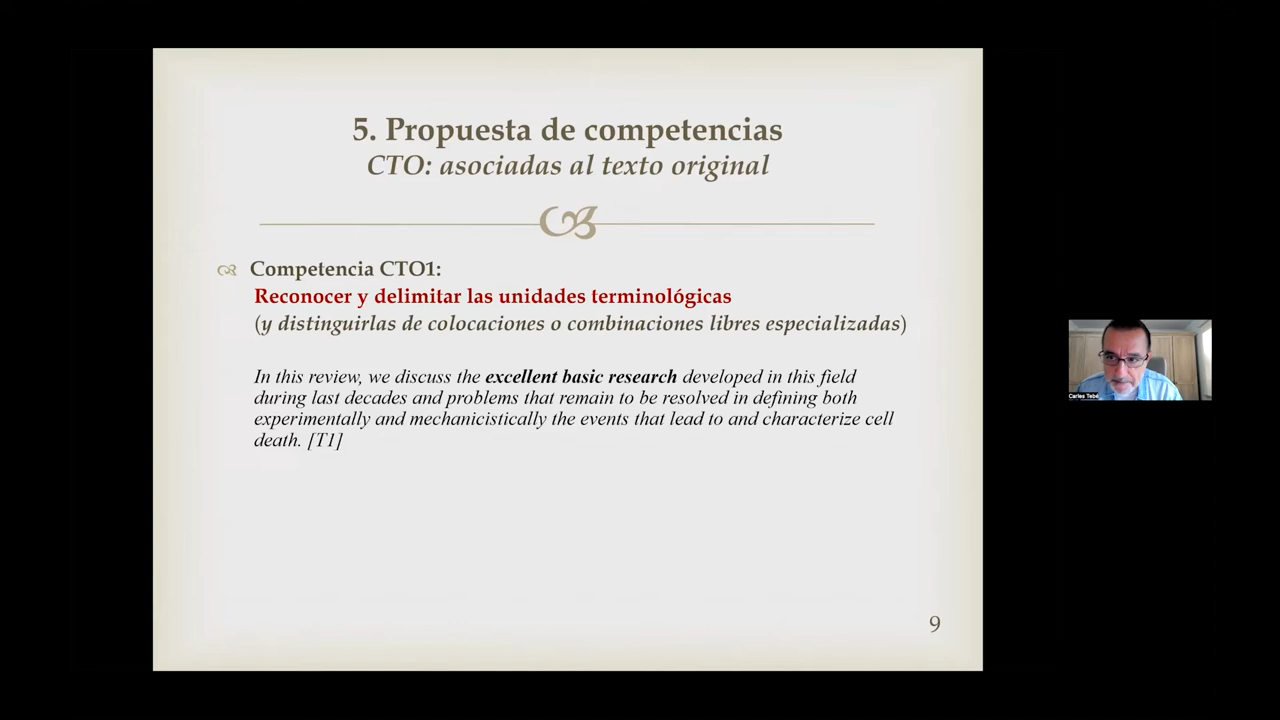 5. Propuesta de competencias
CTO: asociadas al texto original
Competencia CTO1:
Reconocer y delimitar las unidades terminológicas
(y distinguirlas de colocaciones o combinaciones libres especializadas)
In this review, we discuss the excellent basic research developed in this field
during last decades and problems that remain to be resolved in defining both
experimentally and mechanicistically the events that lead to and characterize cell
death. [T1]
9
Carles Tebé